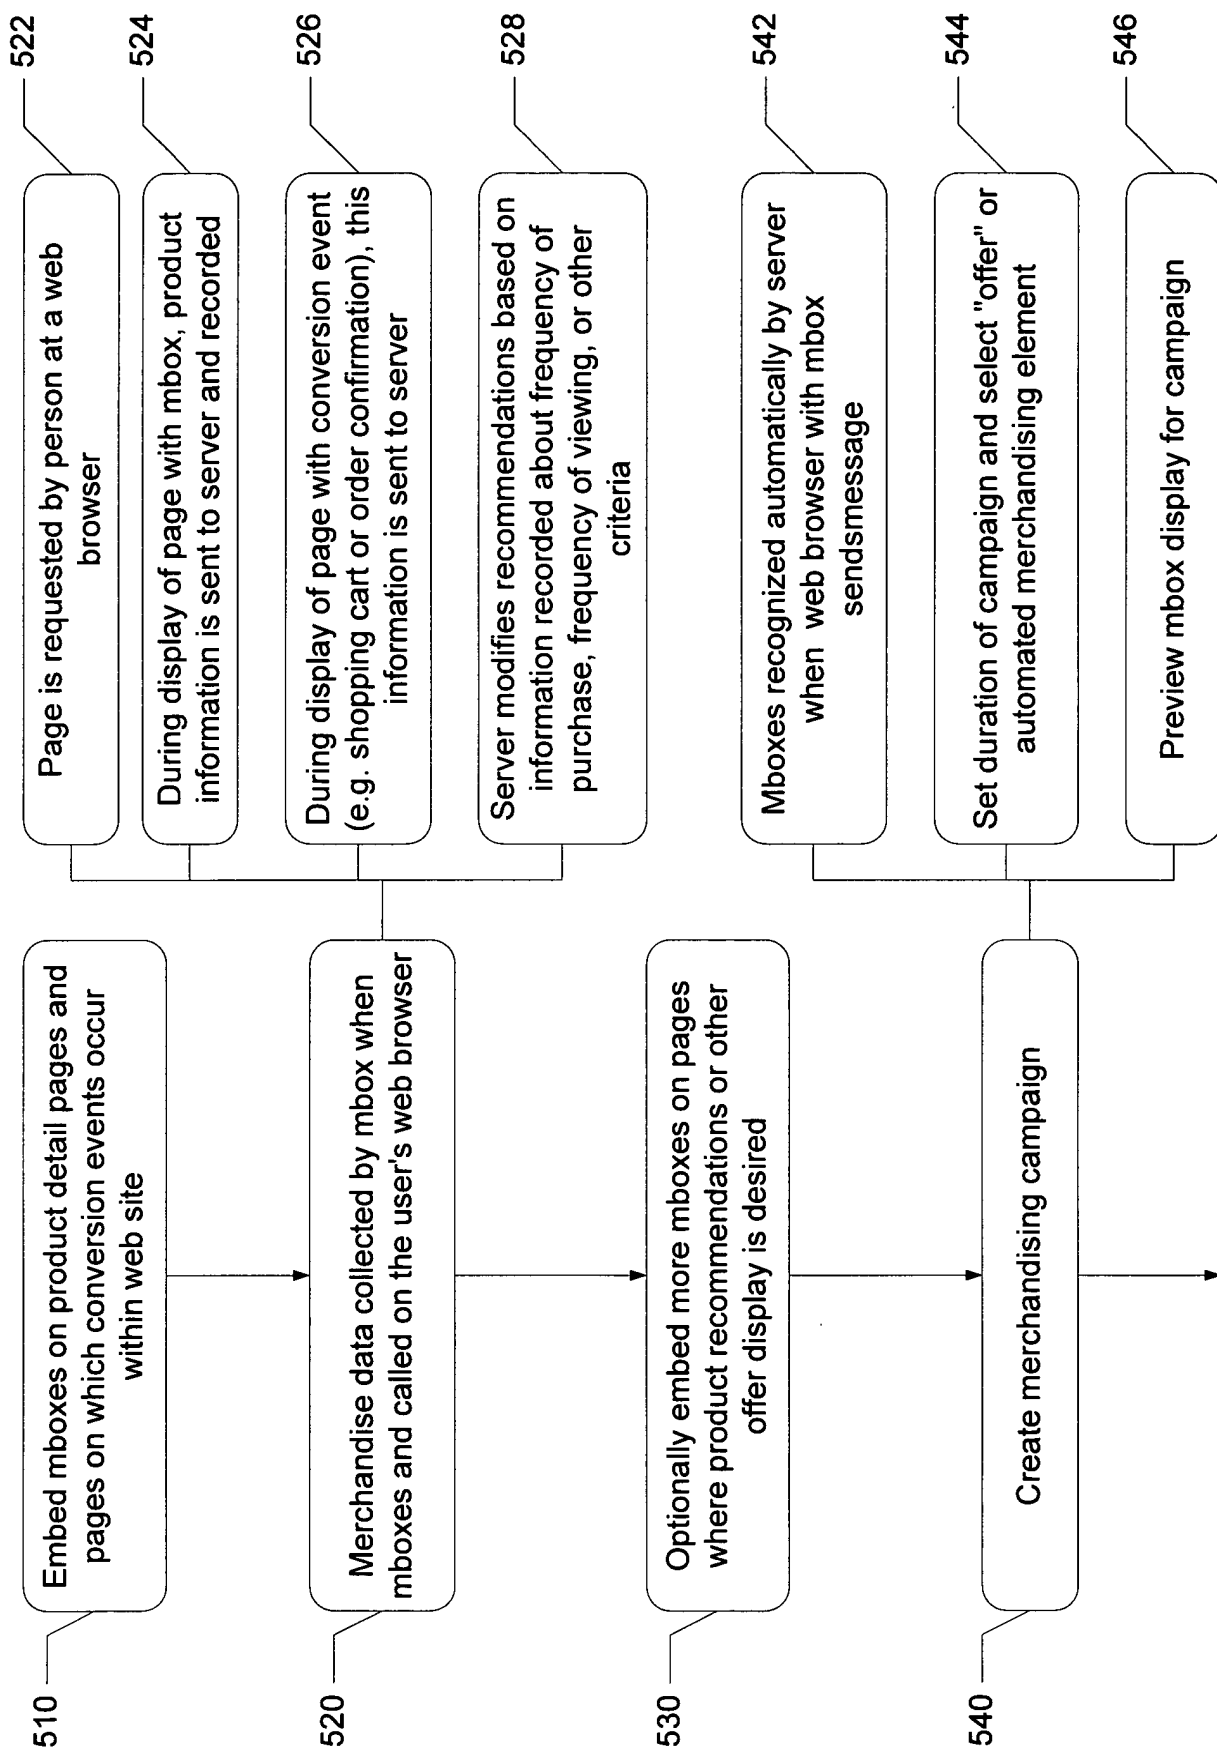 510
Embed mboxes on product detail pages and
pages on which conversion events occur
within web site
520
Merchandise data collected by mbox when
mboxes and called on the user's web browser
522
Page is requested by person at a web
browser
524
During display of page with mbox, product
information is sent to server and recorded
526
During display of page with conversion event
(e.g. shopping cart or order confirmation), this
information is sent to server
528
Server modifies recommendations based on
information recorded about frequency of
purchase, frequency of viewing, or other
criteria
530
Optionally embed more mboxes on pages
where product recommendations or other
offer display is desired
540
Create merchandising campaign
542
Mboxes recognized automatically by server
when web browser with mbox
sendsmessage
544
Set duration of campaign and select "offer" or
automated merchandising element
546
Preview mbox display for campaign